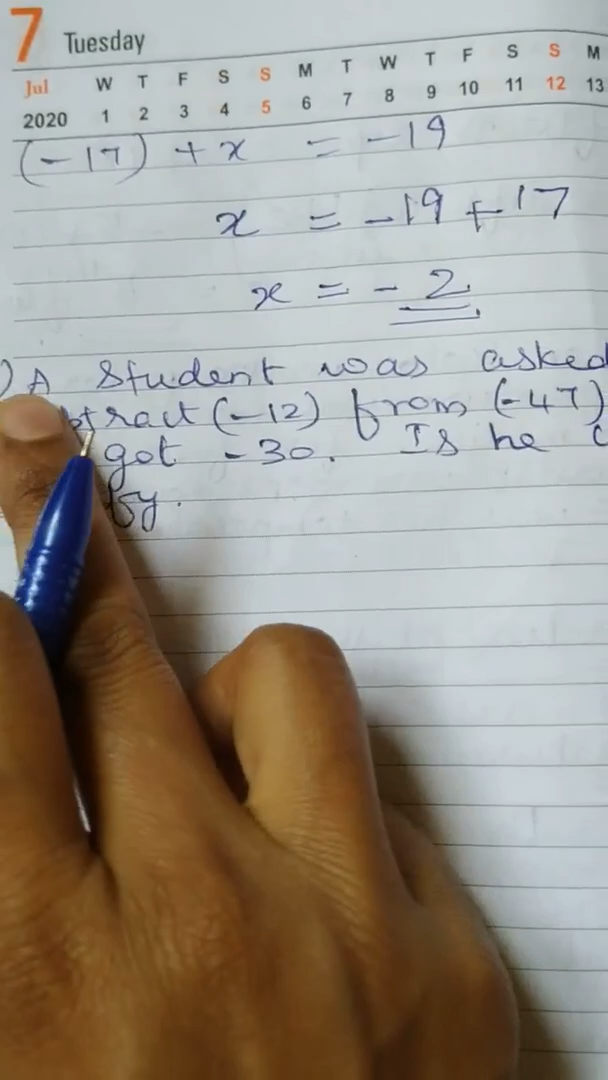 7 Tuesday
Jul W T F S S M T W T F S S M
2020 1 2 3 4 5 6 7 8 9 10 11 12 13
(-17) + x = -19
x = -19 + 17
x = -2
) A student was asked
(-12) from (-47)
got -30. Is he